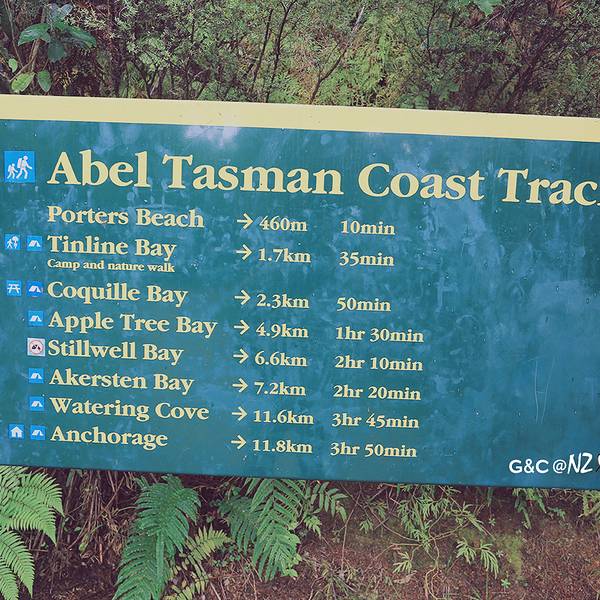 Abel Tasman Coast Trac
Porters Beach → 460m 10min
Tinline Bay → 1.7km 35min
Camp and nature walk
Coquille Bay → 2.3km 50min
Apple Tree Bay → 4.9km 1hr 30min
Stillwell Bay → 6.6km 2hr 10min
Akersten Bay → 7.2km 2hr 20min
Watering Cove → 11.6km 3hr 45min
Anchorage → 11.8km 3hr 50min
G&C @NZ